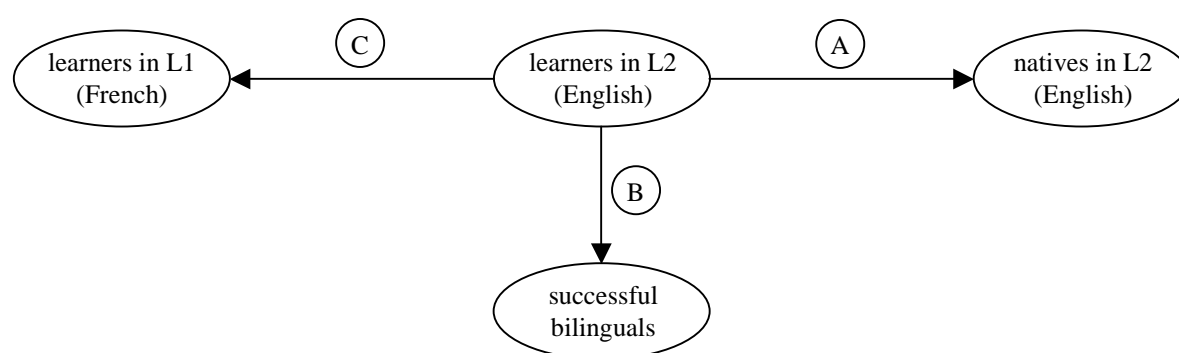 learners in L1
(French)
C
learners in L2
(English)
A
natives in L2
(English)
B
successful
bilinguals